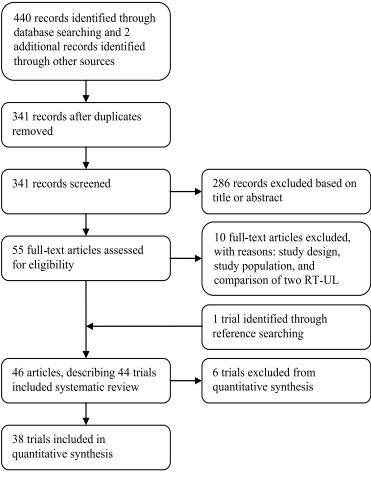 440 records identified through
database searching and 2
additional records identified
through other sources
341 records after duplicates
removed
341 records screened
286 records excluded based on
title or abstract
55 full-text articles assessed
for eligibility
10 full-text articles excluded,
with reasons: study design,
study population, and
comparison of two RT-UL
1 trial identified through
reference searching
46 articles, describing 44 trials
included systematic review
6 trials excluded from
quantitative synthesis
38 trials included in
quantitative synthesis